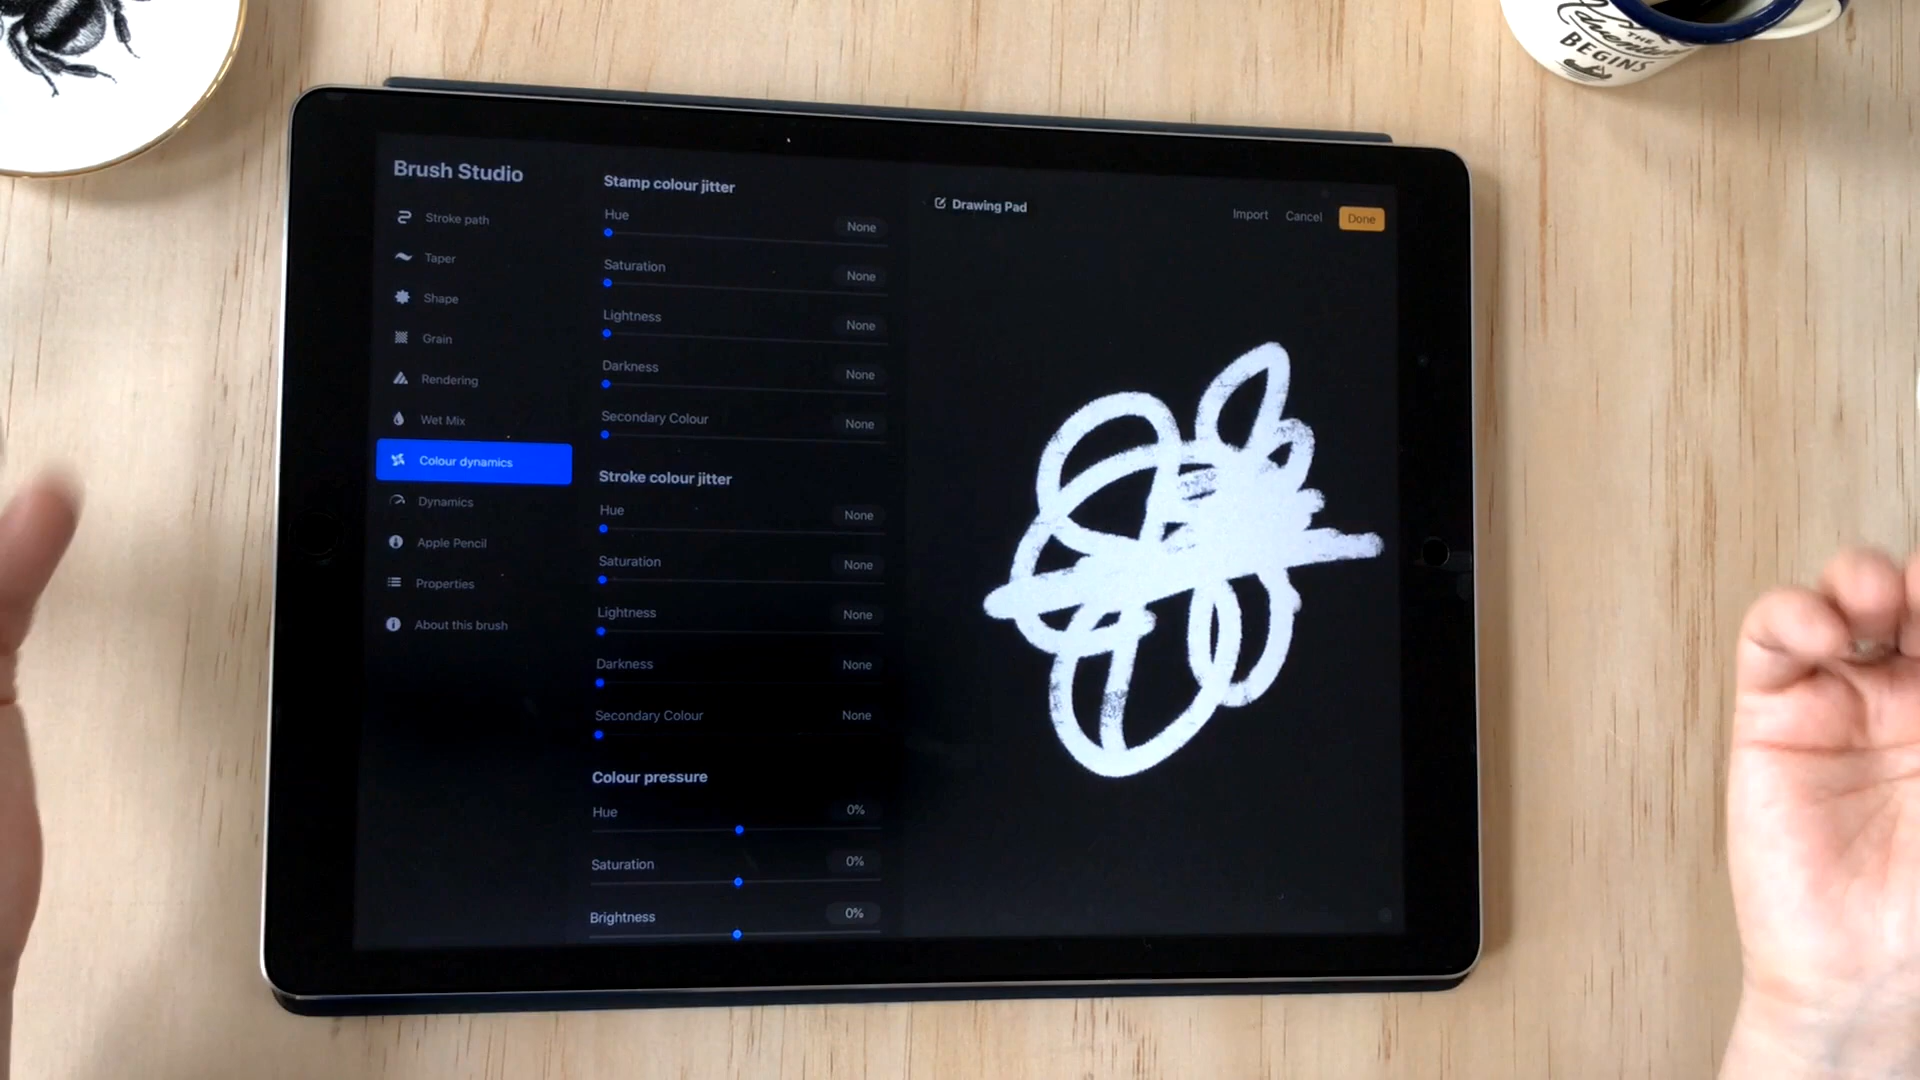 Adventure
THE
BEGINS
Brush Studio
Stroke path
Taper
Shape
Grain
Rendering
Wet Mix
Colour dynamics
Dynamics
Apple Pencil
Properties
About this brush
Stamp colour jitter
Hue None
Saturation None
Lightness None
Darkness None
Secondary Colour None
Stroke colour jitter
Hue None
Saturation None
Lightness None
Darkness None
Secondary Colour None
Colour pressure
Hue 0%
Saturation 0%
Brightness 0%
Drawing Pad
Import Cancel Done